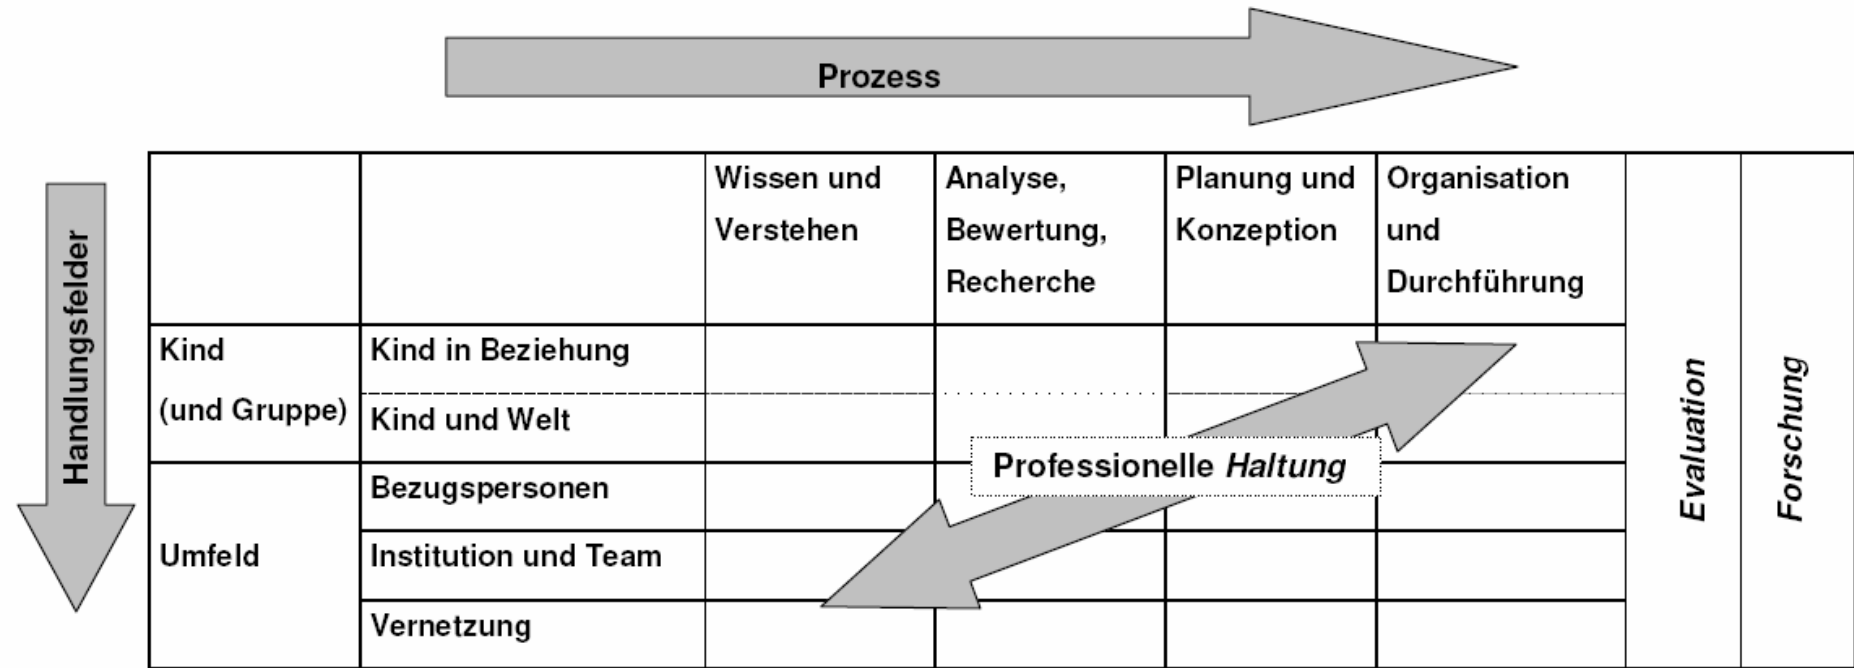 Prozess
Handlungsfelder
Wissen und
Verstehen
Analyse,
Bewertung,
Recherche
Planung und
Konzeption
Organisation
und
Durchführung
Evaluation
Forschung
Kind
(und Gruppe)
Kind in Beziehung
Kind und Welt
Professionelle Haltung
Umfeld
Bezugspersonen
Institution und Team
Vernetzung